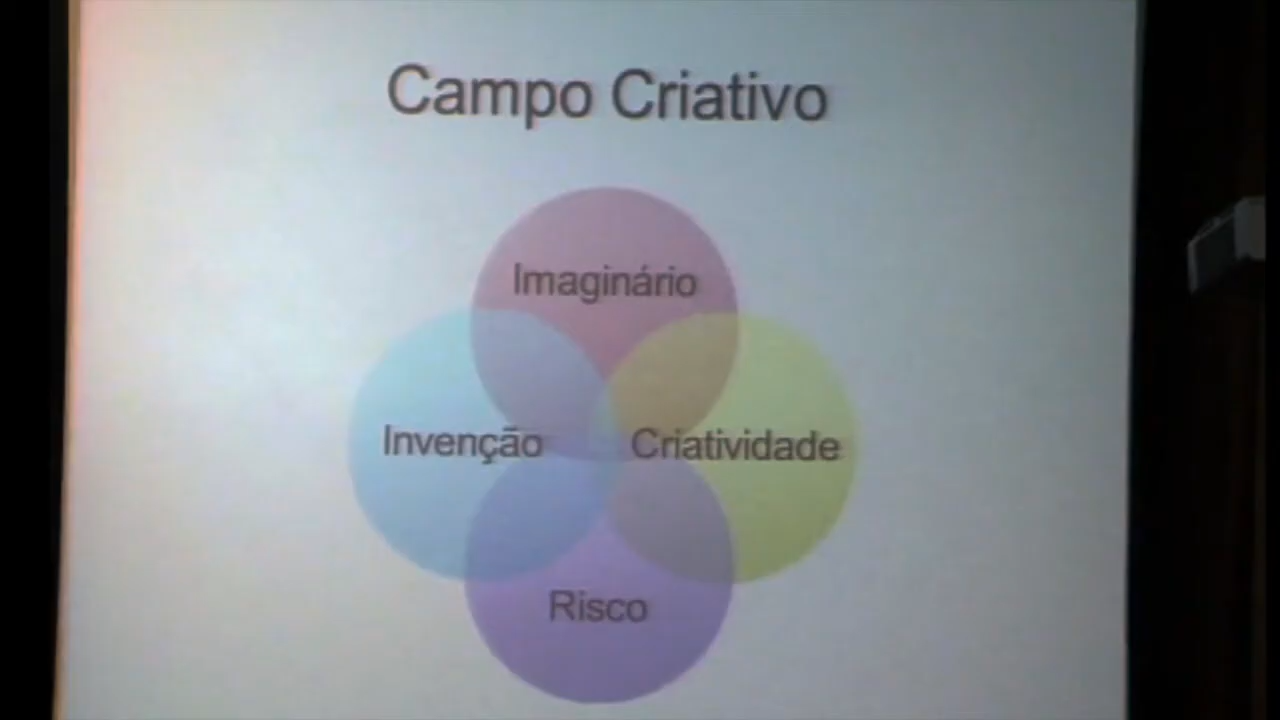 Campo Criativo
Imaginário
Invenção
Criatividade
Risco